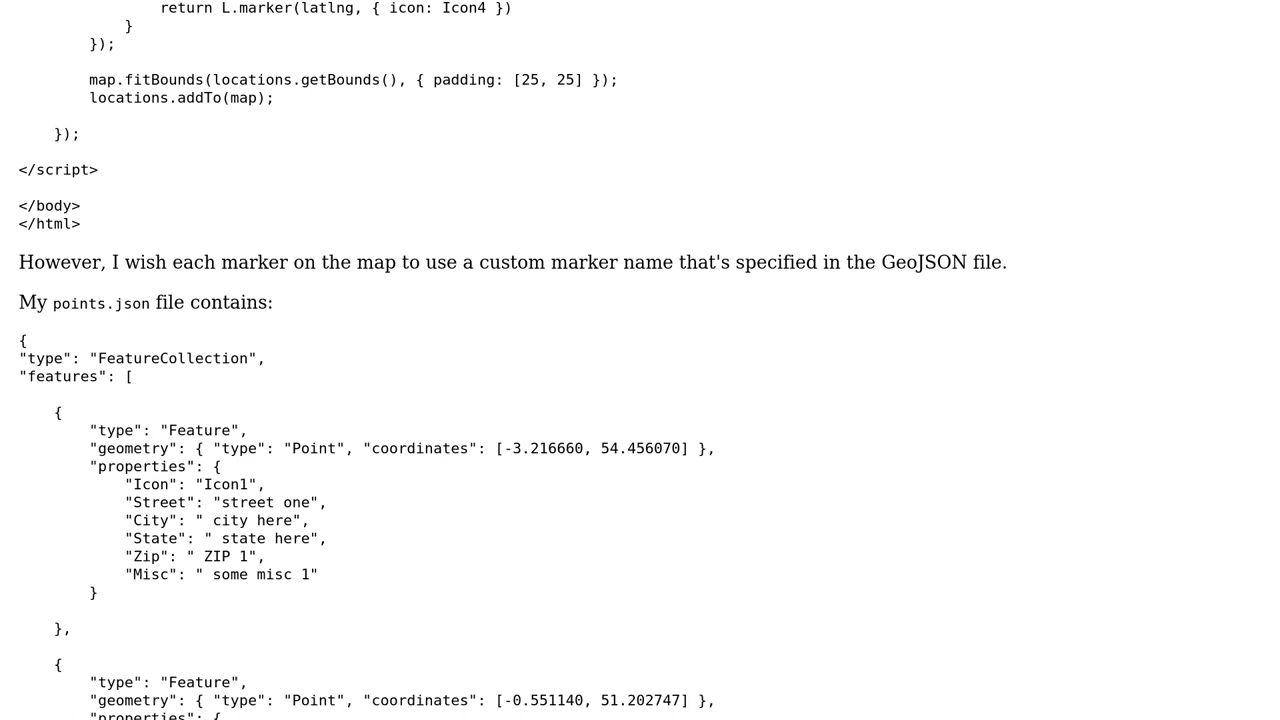 return L.marker(latlng, { icon: Icon4 })
}
});
map.fitBounds(locations.getBounds(), { padding: [25, 25] });
locations.addTo(map);
});
</script>
</body>
</html>
However, I wish each marker on the map to use a custom marker name that's specified in the GeoJSON file.
My points.json file contains:
{
"type": "FeatureCollection",
"features": [
{
"type": "Feature",
"geometry": { "type": "Point", "coordinates": [-3.216660, 54.456070] },
"properties": {
"Icon": "Icon1",
"Street": "street one",
"City": " city here",
"State": " state here",
"Zip": " ZIP 1",
"Misc": " some misc 1"
}
},
{
"type": "Feature",
"geometry": { "type": "Point", "coordinates": [-0.551140, 51.202747] },
"properties": {